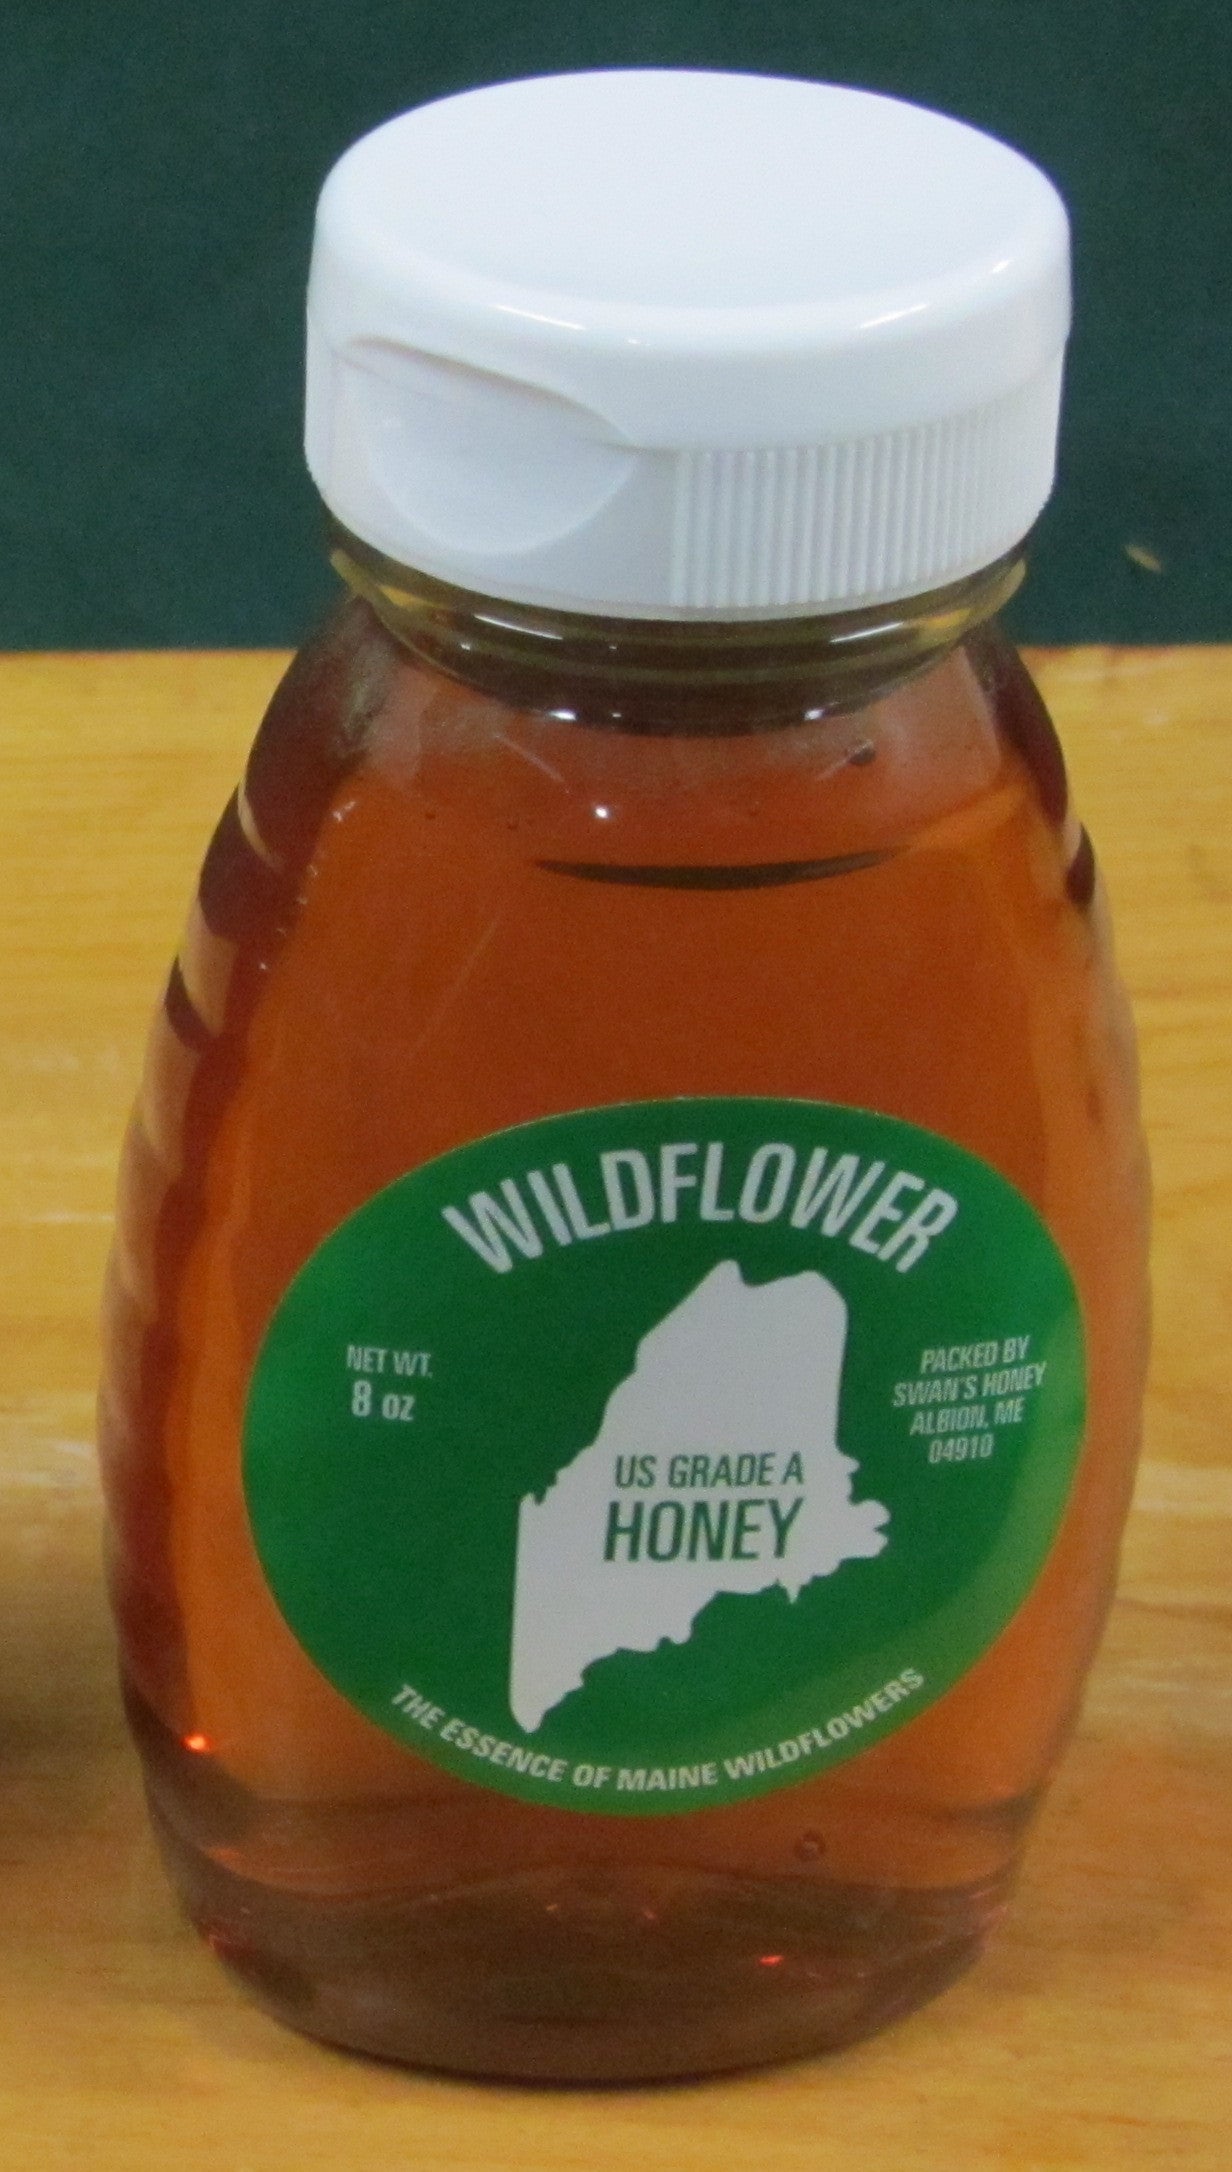 WILDFLOWER
NET WT.
8 oz
PACKED BY
SWAN'S HONEY
ALBION, ME
04910
US GRADE A
HONEY
THE ESSENCE OF MAINE WILDFLOWERS